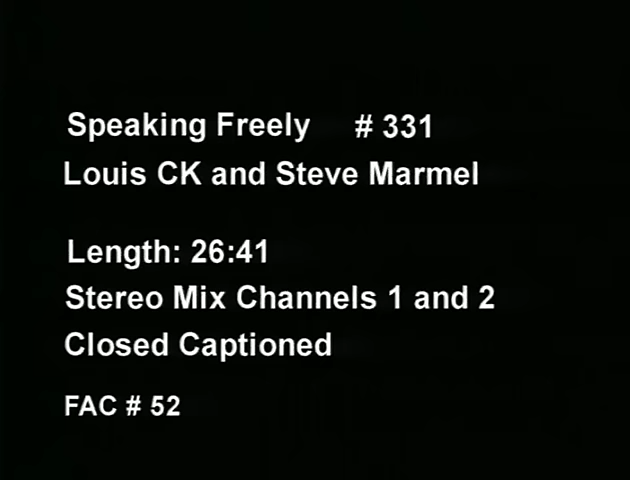 Speaking Freely # 331
Louis CK and Steve Marmel
Length: 26:41
Stereo Mix Channels 1 and 2
Closed Captioned
FAC # 52